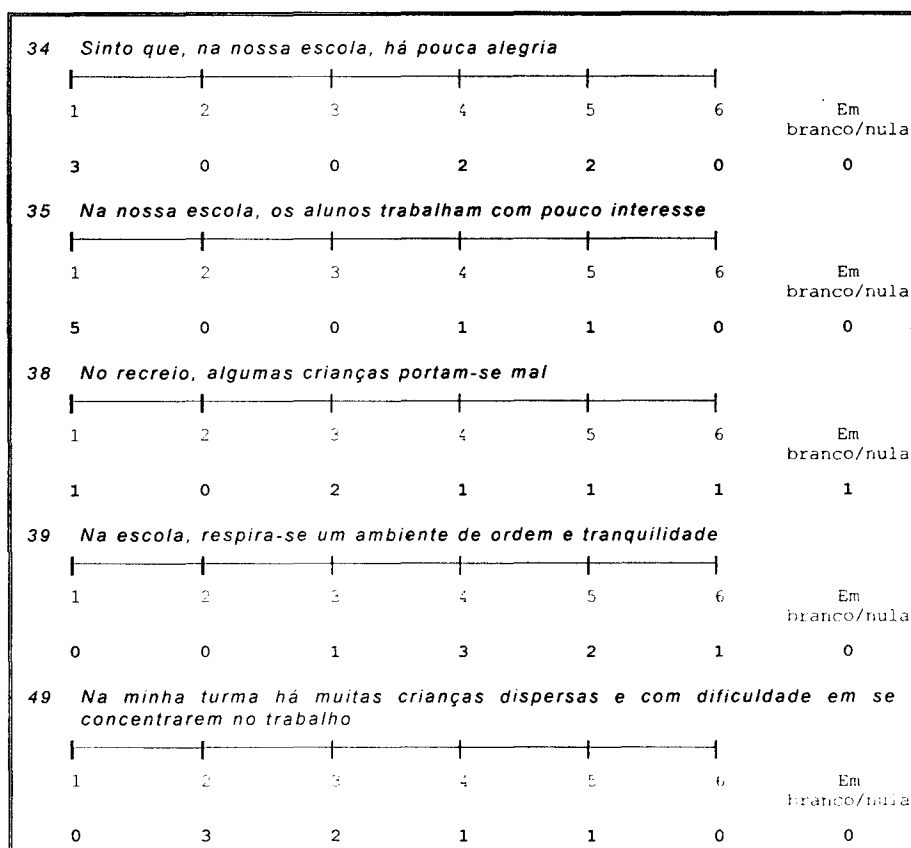 34 Sinto que, na nossa escola, há pouca alegria
1 2 3 4 5 6 Em
branco/nula
3 0 0 2 2 0 0
35 Na nossa escola, os alunos trabalham com pouco interesse
1 2 3 4 5 6 Em
branco/nula
5 0 0 1 1 0 0
38 No recreio, algumas crianças portam-se mal
1 2 3 4 5 6 Em
branco/nula
1 0 2 1 1 1 1
39 Na escola, respira-se um ambiente de ordem e tranquilidade
1 2 3 4 5 6 Em
branco/nula
0 0 1 3 2 1 0
49 Na minha turma há muitas crianças dispersas e com dificuldade em se
concentrarem no trabalho
1 2 3 4 5 6 Em
branco/nula
0 3 2 1 1 0 0